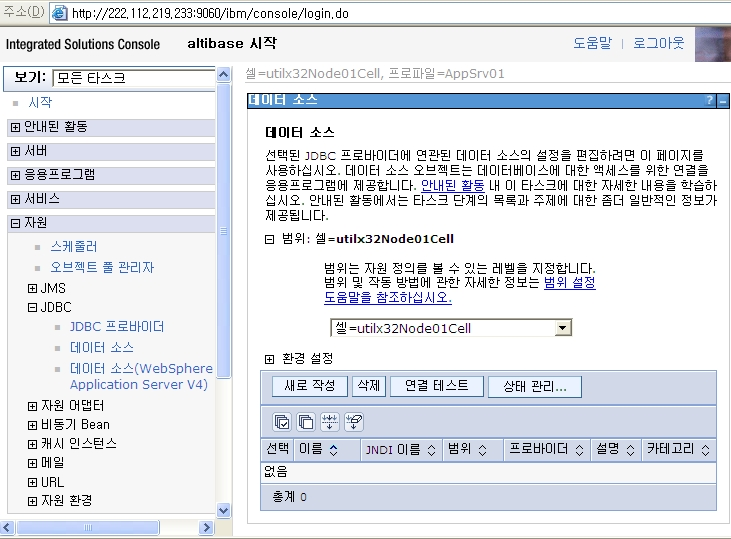 주소(D) http://222.112.219.233:9060/ibm/console/login.do
Integrated Solutions Console altibase 시작 도움말 | 로그아웃
보기: 모든 타스크
시작
안내된 활동
서버
응용프로그램
서비스
자원
스케줄러
오브젝트 풀 관리자
JMS
JDBC
JDBC 프로바이더
데이터 소스
데이터 소스(WebSphere
Application Server V4)
자원 어댑터
비동기 Bean
캐시 인스턴스
메일
URL
자원 환경
셀=utilx32Node01Cell, 프로파일=AppSrv01
데이터 소스 ? -
데이터 소스
선택된 JDBC 프로바이더에 연관된 데이터 소스의 설정을 편집하려면 이 페이지를
사용하십시오. 데이터 소스 오브젝트는 데이터베이스에 대한 액세스를 위한 연결을
응용프로그램에 제공합니다. 안내된 활동 내 이 타스크에 대한 자세한 내용을 학습하
십시오. 안내된 활동에서는 타스크 단계의 목록과 주제에 대한 좀더 일반적인 정보가
제공됩니다.
범위: 셀=utilx32Node01Cell
범위는 자원 정의를 볼 수 있는 레벨을 지정합니다.
범위 및 작동 방법에 관한 자세한 정보는 범위 설정
도움말을 참조하십시오.
셀=utilx32Node01Cell
환경 설정
새로 작성 삭제 연결 테스트 상태 관리...
선택 이름 JNDI 이름 범위 프로바이더 설명 카테고리
없음
총계 0